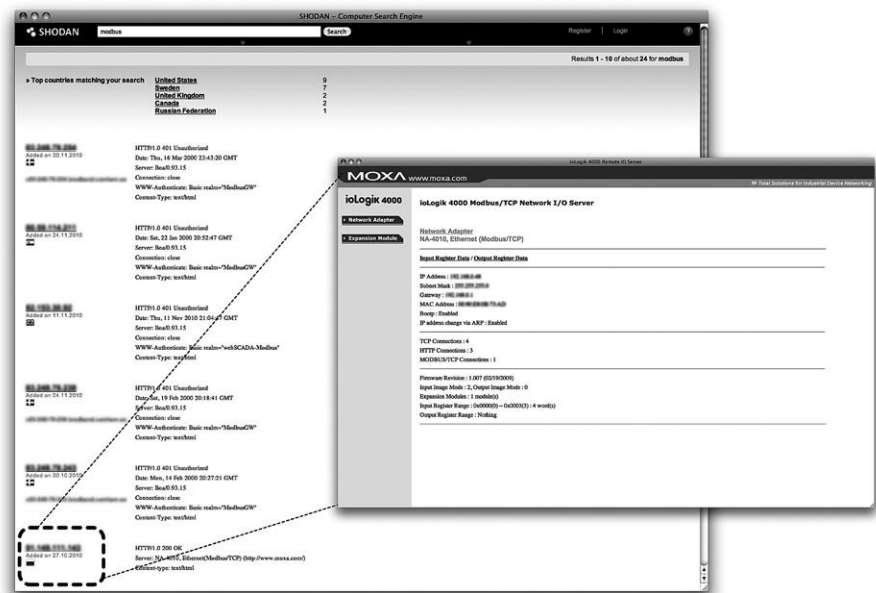 SHODAN – Computer Search Engine
SHODAN
modbus
Search
Register
Login
?
Results 1 - 10 of about 24 for modbus
» Top countries matching your search
United States 9
Sweden 7
United Kingdom 2
Canada 2
Russian Federation 1
Added on 30.11.2010
HTTP/1.0 401 Unauthorized
Date: Thu, 16 Mar 2000 23:43:20 GMT
Server: Boa/0.93.15
Connection: close
WWW-Authenticate: Basic realm="ModbusGW"
Content-Type: text/html
Added on 24.11.2010
HTTP/1.0 401 Unauthorized
Date: Sat, 22 Jan 2000 20:52:47 GMT
Server: Boa/0.93.15
Connection: close
WWW-Authenticate: Basic realm="ModbusGW"
Content-Type: text/html
Added on 11.11.2010
HTTP/1.0 401 Unauthorized
Date: Thu, 11 Nov 2010 21:04:47 GMT
Server: Boa/0.93.15
Connection: close
WWW-Authenticate: Basic realm="webSCADA-Modbus"
Content-Type: text/html
Added on 04.11.2010
HTTP/1.0 401 Unauthorized
Date: Sat, 19 Feb 2000 20:18:41 GMT
Server: Boa/0.93.15
Connection: close
WWW-Authenticate: Basic realm="ModbusGW"
Content-Type: text/html
Added on 30.10.2010
HTTP/1.0 401 Unauthorized
Date: Mon, 14 Feb 2000 20:27:21 GMT
Server: Boa/0.93.15
Connection: close
WWW-Authenticate: Basic realm="ModbusGW"
Content-Type: text/html
Added on 27.10.2010
HTTP/1.0 200 OK
Server: NA-4010, Ethernet(Modbus/TCP) (http://www.moxa.com/)
Content-type: text/html
ioLogik 4000 Remote IO Server
MOXA www.moxa.com
Total Solutions for Industrial Device Networking
ioLogik 4000
Network Adapter
Expansion Module
ioLogik 4000 Modbus/TCP Network I/O Server
Network Adapter
NA-4010, Ethernet (Modbus/TCP)
Input Register Data / Output Register Data
IP Address :
Subnet Mask :
Gateway :
MAC Address :
Bootp : Enabled
IP address change via ARP : Enabled
TCP Connections : 4
HTTP Connections : 3
MODBUS/TCP Connections : 1
Firmware Revision : 1.007 (02/19/2009)
Input Image Mode : 2, Output Image Mode : 0
Expansion Modules : 1 module(s)
Input Register Range : 0x0000(0) ~ 0x0003(3) : 4 word(s)
Output Register Range : Nothing